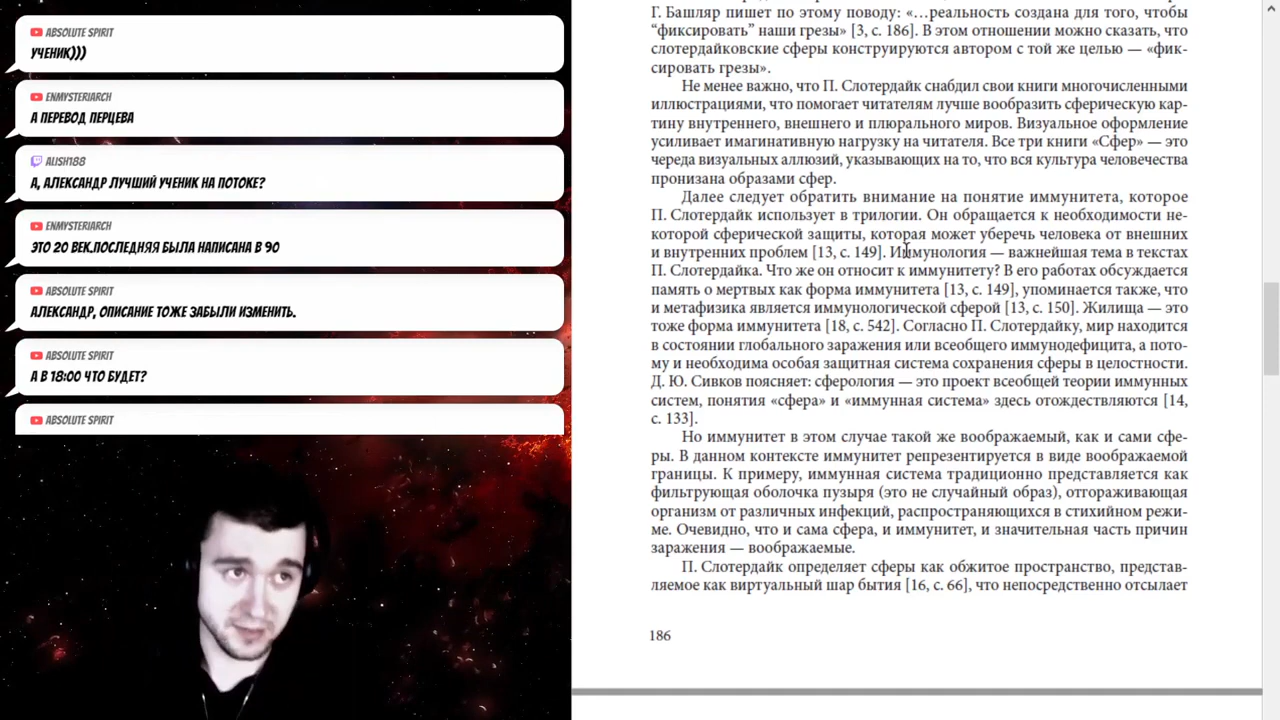 ABSOLUTE SPIRIT
УЧЕНИК)))
ENMYSTERIARCH
А ПЕРЕВОД ПЕРЦЕВА
ALISH188
А, АЛЕКСАНДР ЛУЧШИЙ УЧЕНИК НА ПОТОКЕ?
ENMYSTERIARCH
ЭТО 20 ВЕК.ПОСЛЕДНЯЯ БЫЛА НАПИСАНА В 90
ABSOLUTE SPIRIT
АЛЕКСАНДР, ОПИСАНИЕ ТОЖЕ ЗАБЫЛИ ИЗМЕНИТЬ.
ABSOLUTE SPIRIT
А В 18:00 ЧТО БУДЕТ?
ABSOLUTE SPIRIT
Г. Башляр пишет по этому поводу: «…реальность создана для того, чтобы
“фиксировать” наши грезы» [3, с. 186]. В этом отношении можно сказать, что
слотердайковские сферы конструируются автором с той же целью — «фик-
сировать грезы».
Не менее важно, что П. Слотердайк снабдил свои книги многочисленными
иллюстрациями, что помогает читателям лучше вообразить сферическую кар-
тину внутреннего, внешнего и плюрального миров. Визуальное оформление
усиливает имагинативную нагрузку на читателя. Все три книги «Сфер» — это
череда визуальных аллюзий, указывающих на то, что вся культура человечества
пронизана образами сфер.
Далее следует обратить внимание на понятие иммунитета, которое
П. Слотердайк использует в трилогии. Он обращается к необходимости не-
которой сферической защиты, которая может уберечь человека от внешних
и внутренних проблем [13, с. 149]. Иммунология — важнейшая тема в текстах
П. Слотердайка. Что же он относит к иммунитету? В его работах обсуждается
память о мертвых как форма иммунитета [13, с. 149], упоминается также, что
и метафизика является иммунологической сферой [13, с. 150]. Жилища — это
тоже форма иммунитета [18, с. 542]. Согласно П. Слотердайку, мир находится
в состоянии глобального заражения или всеобщего иммунодефицита, а пото-
му и необходима особая защитная система сохранения сферы в целостности.
Д. Ю. Сивков поясняет: сферология — это проект всеобщей теории иммунных
систем, понятия «сфера» и «иммунная система» здесь отождествляются [14,
с. 133].
Но иммунитет в этом случае такой же воображаемый, как и сами сфе-
ры. В данном контексте иммунитет репрезентируется в виде воображаемой
границы. К примеру, иммунная система традиционно представляется как
фильтрующая оболочка пузыря (это не случайный образ), отгораживающая
организм от различных инфекций, распространяющихся в стихийном режи-
ме. Очевидно, что и сама сфера, и иммунитет, и значительная часть причин
заражения — воображаемые.
П. Слотердайк определяет сферы как обжитое пространство, представ-
ляемое как виртуальный шар бытия [16, с. 66], что непосредственно отсылает
186